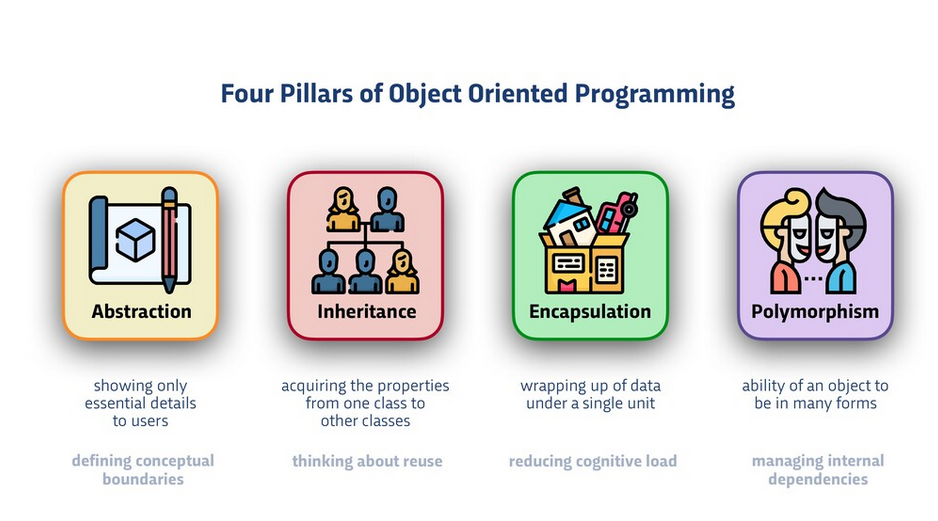 Four Pillars of Object Oriented Programming
Abstraction
Inheritance
Encapsulation
Polymorphism
showing only
essential details
to users
acquiring the properties
from one class to
other classes
wrapping up of data
under a single unit
ability of an object to
be in many forms
defining conceptual
boundaries
thinking about reuse
reducing cognitive load
managing internal
dependencies